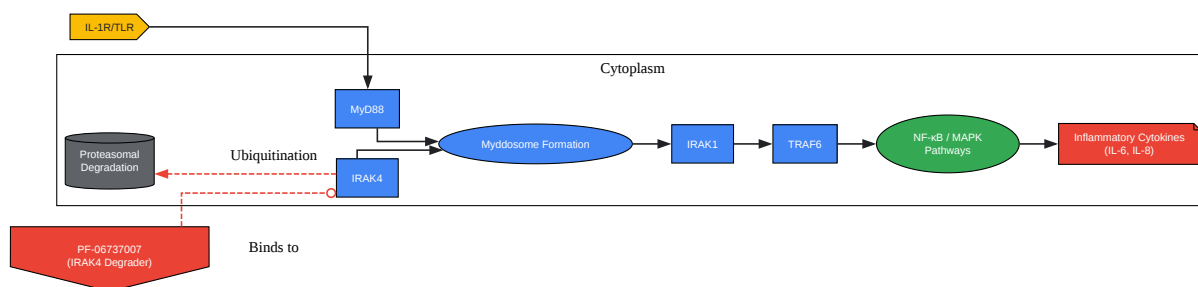 IL-1R/TLR
Cytoplasm
MyD88
Proteasomal
Degradation
Ubiquitination
IRAK4
Myddosome Formation
IRAK1
TRAF6
NF-κB / MAPK
Pathways
Inflammatory Cytokines
(IL-6, IL-8)
PF-06737007
(IRAK4 Degrader)
Binds to